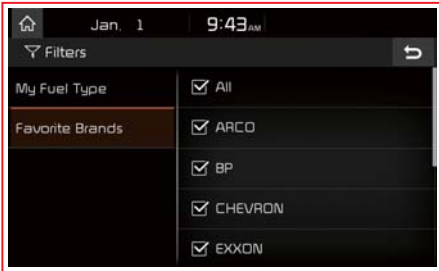 Jan. 1 9:43AM
Filters
My Fuel Type
Favorite Brands
All
ARCO
BP
CHEVRON
EXXON